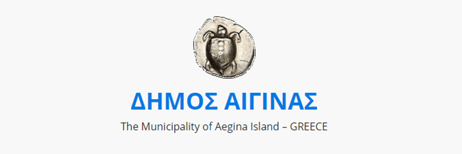 ΔΗΜΟΣ ΑΙΓΙΝΑΣ
The Municipality of Aegina Island – GREECE